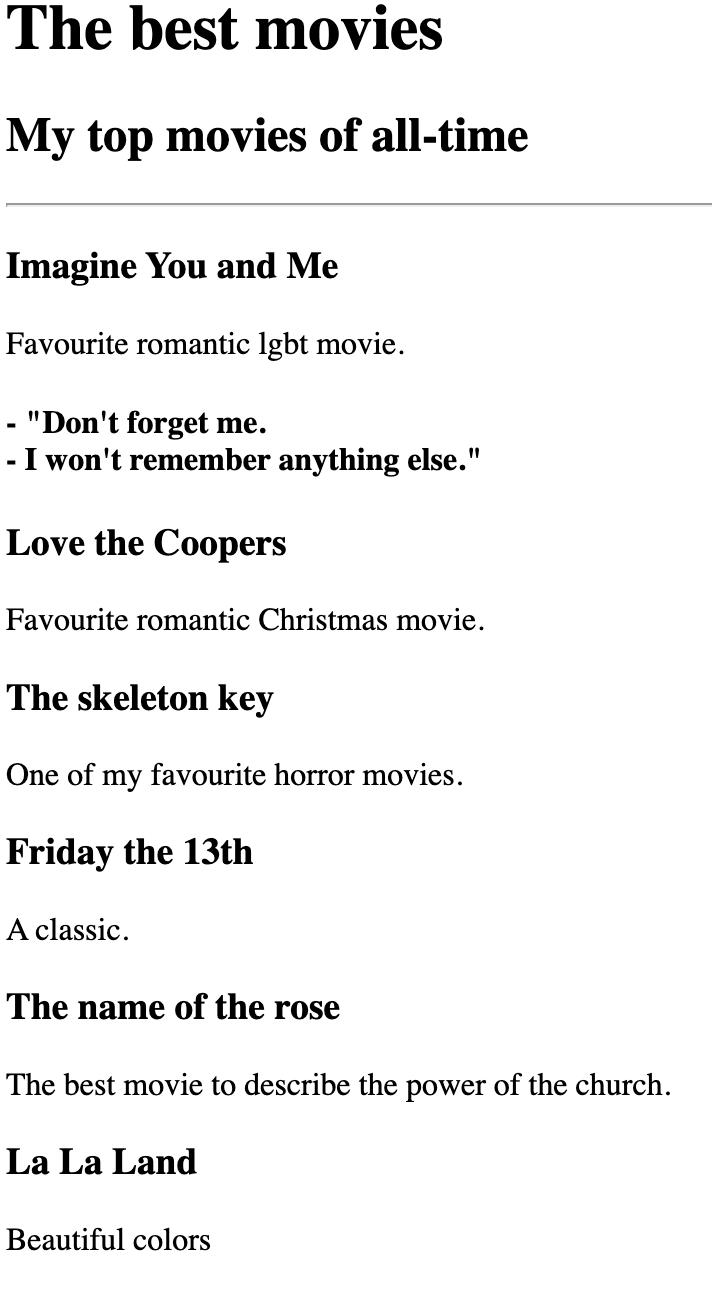 The best movies
My top movies of all-time
Imagine You and Me
Favourite romantic lgbt movie.
- "Don't forget me.
- I won't remember anything else."
Love the Coopers
Favourite romantic Christmas movie.
The skeleton key
One of my favourite horror movies.
Friday the 13th
A classic.
The name of the rose
The best movie to describe the power of the church.
La La Land
Beautiful colors